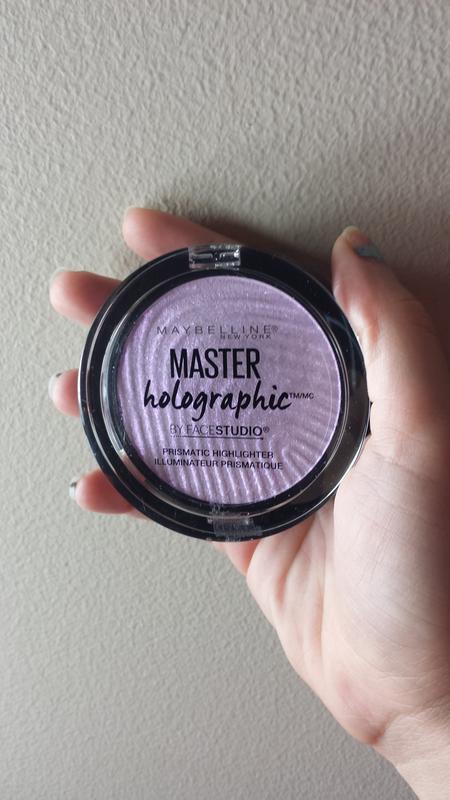 MAYBELLINE®
NEW YORK
MASTER
holographic™/MC
BY FACESTUDIO®
PRISMATIC HIGHLIGHTER
ILLUMINATEUR PRISMATIQUE